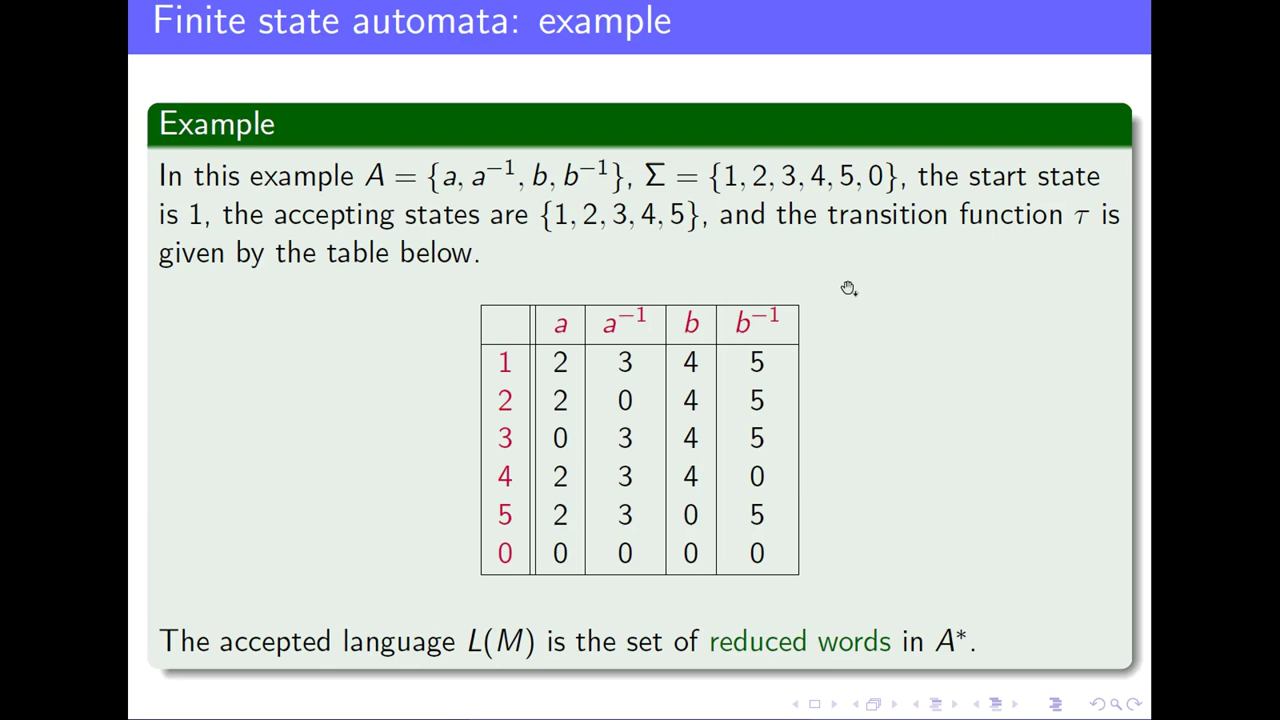 Finite state automata: example
Example
In this example A = {a, a⁻¹, b, b⁻¹}, Σ = {1, 2, 3, 4, 5, 0}, the start state
is 1, the accepting states are {1, 2, 3, 4, 5}, and the transition function τ is
given by the table below.
a a⁻¹ b b⁻¹
1 2 3 4 5
2 2 0 4 5
3 0 3 4 5
4 2 3 4 0
5 2 3 0 5
0 0 0 0 0
The accepted language L(M) is the set of reduced words in A*.